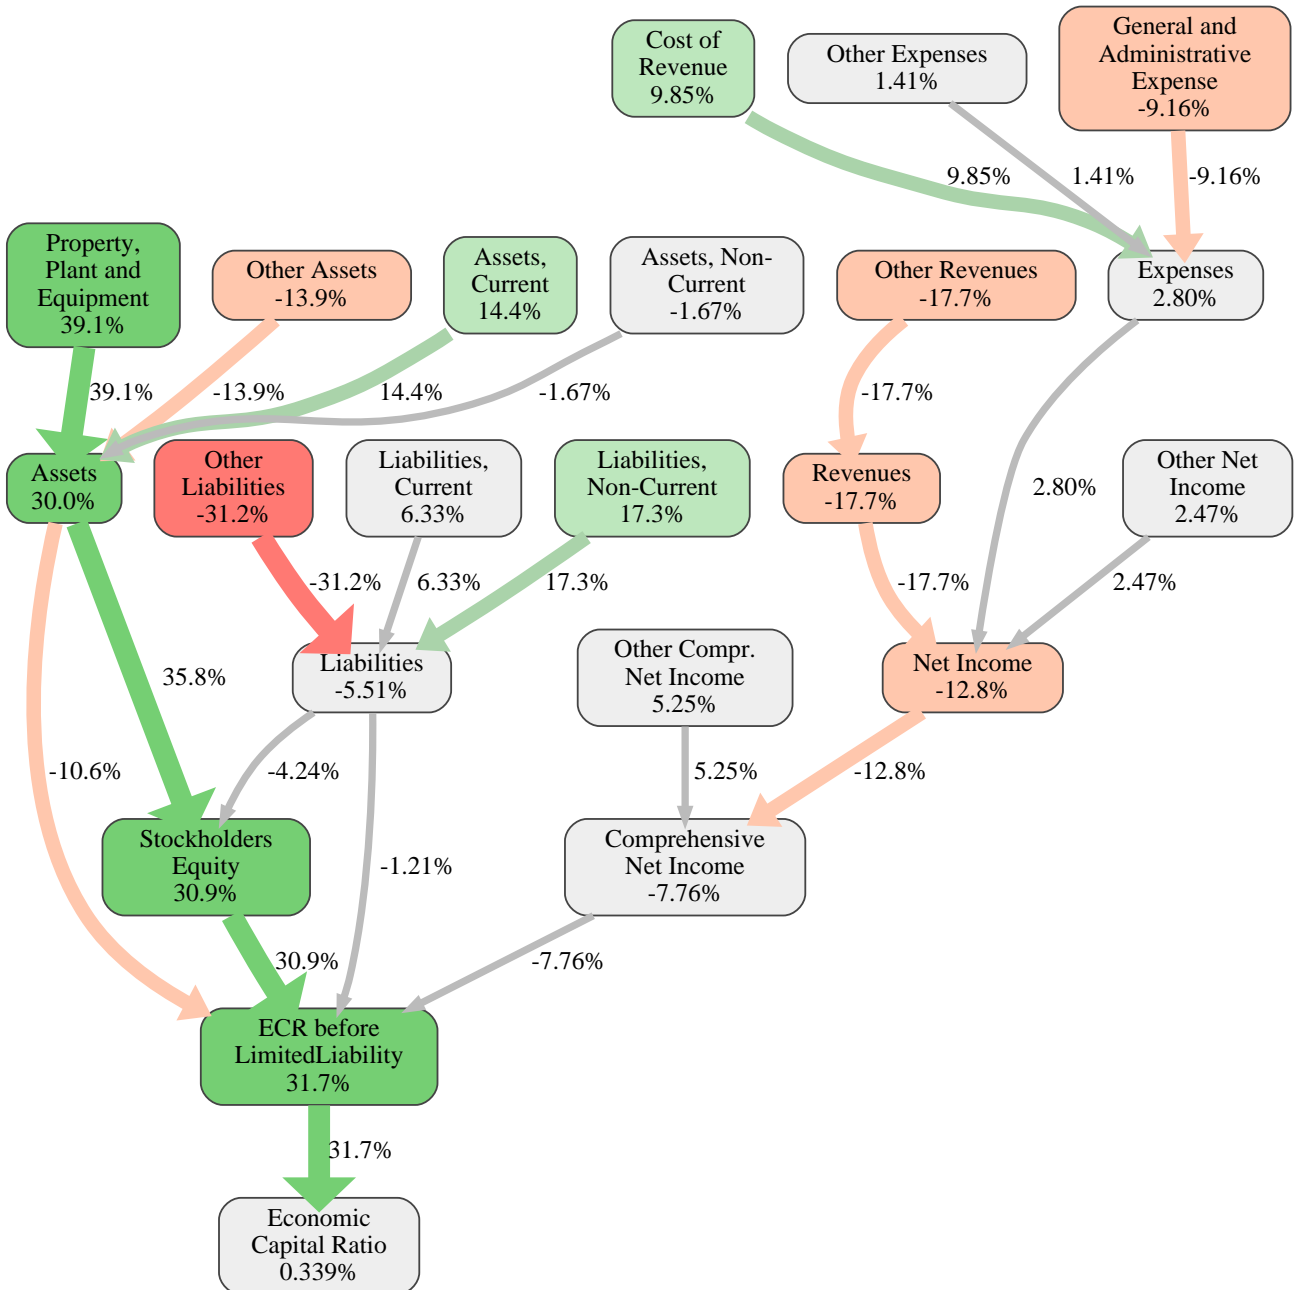 Cost of
Revenue
9.85%
Other Expenses
1.41%
General and
Administrative
Expense
-9.16%
9.85%
1.41%
-9.16%
Property,
Plant and
Equipment
39.1%
Other Assets
-13.9%
Assets,
Current
14.4%
Assets, Non-
Current
-1.67%
Other Revenues
-17.7%
Expenses
2.80%
39.1%
-13.9%
14.4%
-1.67%
-17.7%
2.80%
Assets
30.0%
Other
Liabilities
-31.2%
Liabilities,
Current
6.33%
Liabilities,
Non-Current
17.3%
Revenues
-17.7%
Other Net
Income
2.47%
-31.2%
6.33%
17.3%
-17.7%
2.47%
35.8%
Liabilities
-5.51%
Other Compr.
Net Income
5.25%
Net Income
-12.8%
-10.6%
-4.24%
5.25%
-12.8%
Stockholders
Equity
30.9%
-1.21%
Comprehensive
Net Income
-7.76%
30.9%
-7.76%
ECR before
LimitedLiability
31.7%
31.7%
Economic
Capital Ratio
0.339%